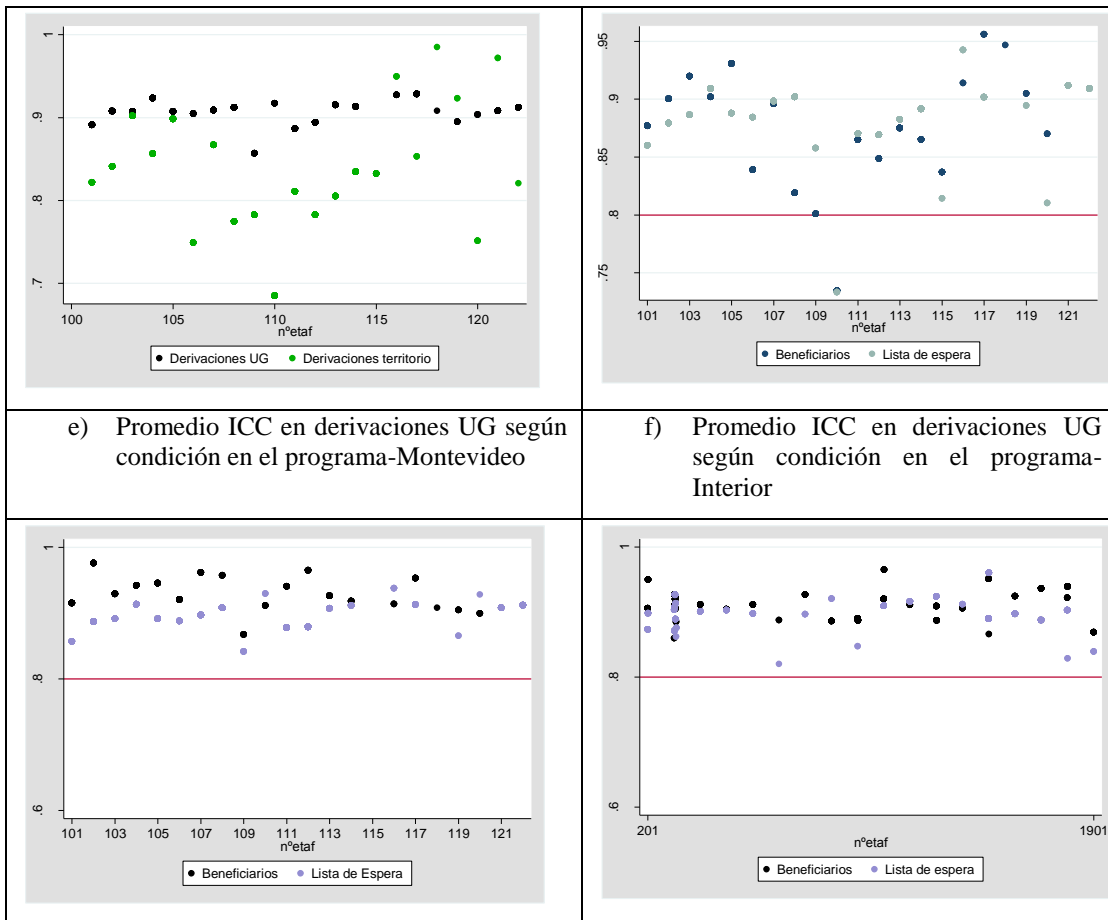 1
.9
.8
.7
100 105 110 115 120
nºetaf
Derivaciones UG Derivaciones territorio
.95
.9
.85
.8
.75
101 103 105 107 109 111 113 115 117 119 121
nºetaf
Beneficiarios Lista de espera
e) Promedio ICC en derivaciones UG según
condición en el programa-Montevideo
f) Promedio ICC en derivaciones UG
según condición en el programa-
Interior
1
.8
.6
101 103 105 107 109 111 113 115 117 119 121
nºetaf
Beneficiarios Lista de Espera
1
.8
.6
201 1901
nºetaf
Beneficiarios Lista de espera